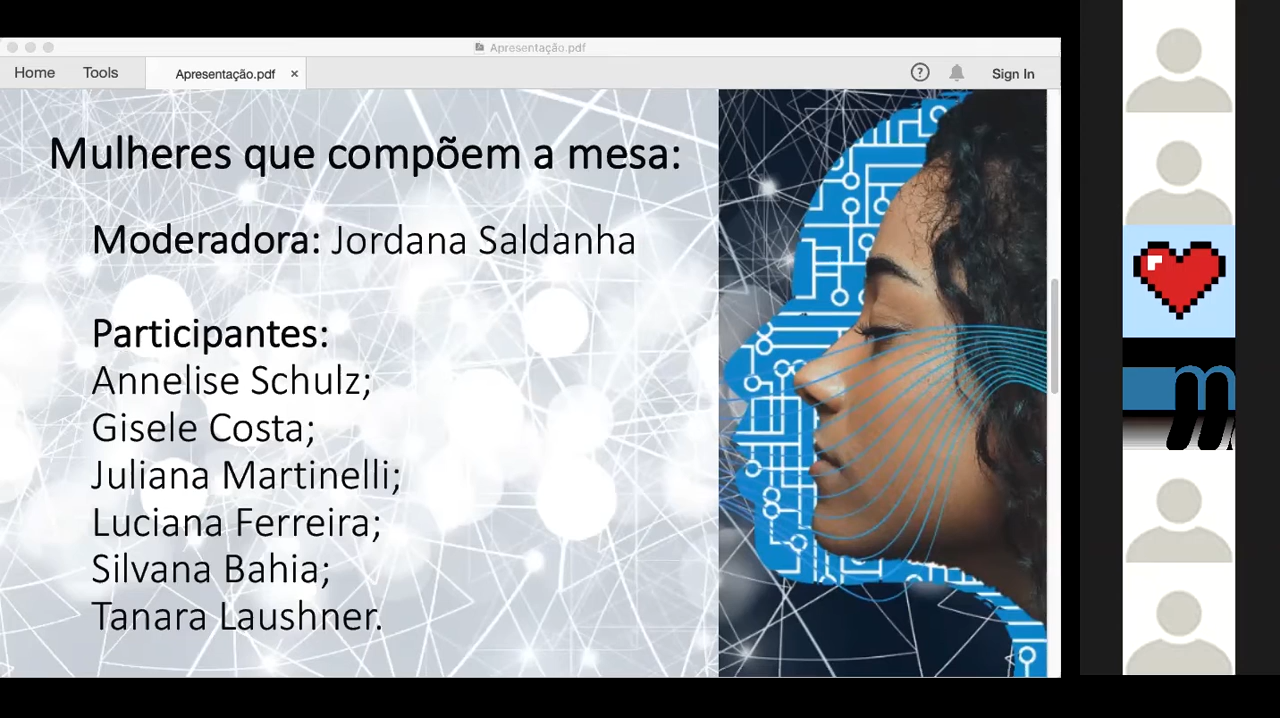 Apresentação.pdf
Home Tools Apresentação.pdf × ? Sign In
Mulheres que compõem a mesa:
Moderadora: Jordana Saldanha
Participantes:
Annelise Schulz;
Gisele Costa;
Juliana Martinelli;
Luciana Ferreira;
Silvana Bahia;
Tanara Laushner.
m